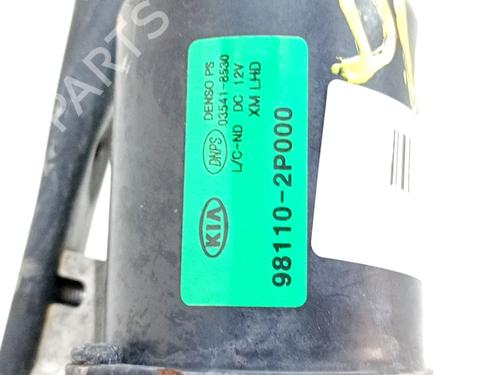 DENSO PS
DNPS 03541-8530
L/C-ND DC 12V
XM LHD
KIA 98110-2P000
B-PARTS